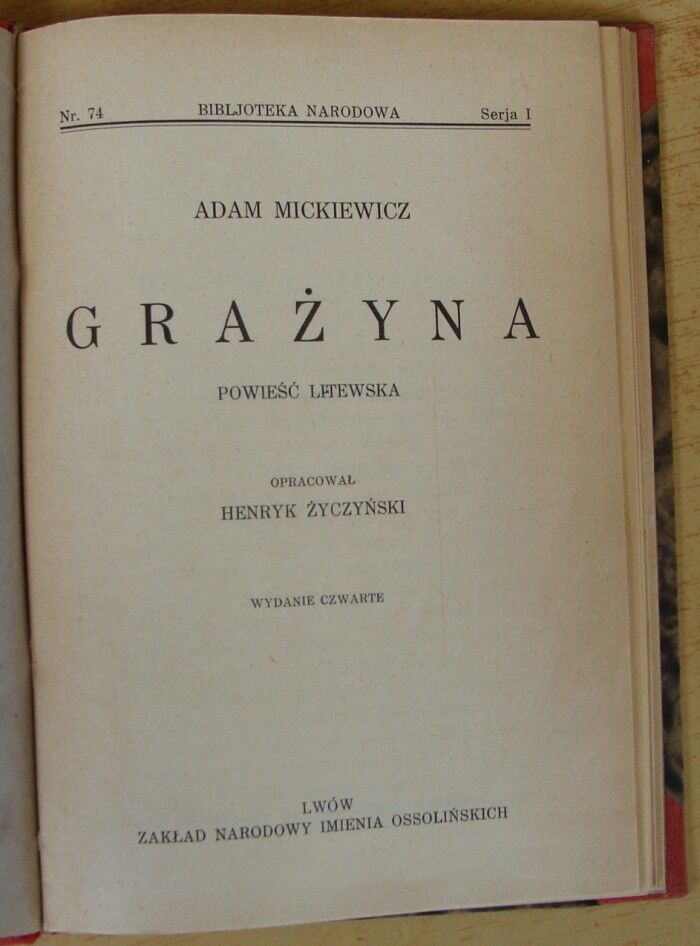 Nr. 74 BIBLJOTEKA NARODOWA Serja I
ADAM MICKIEWICZ
GRAŻYNA
POWIEŚĆ LITEWSKA
OPRACOWAŁ
HENRYK ŻYCZYŃSKI
WYDANIE CZWARTE
LWÓW
ZAKŁAD NARODOWY IMIENIA OSSOLIŃSKICH